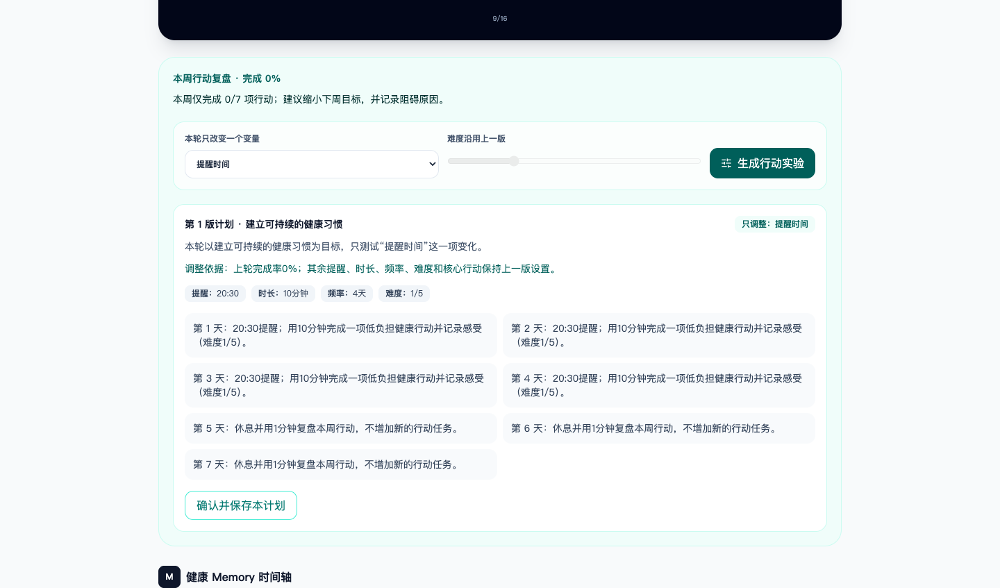 9/16
本周行动复盘 · 完成 0%
本周仅完成 0/7 项行动；建议缩小下周目标，并记录阻碍原因。
本轮只改变一个变量
难度沿用上一版
提醒时间
生成行动实验
第 1 版计划 · 建立可持续的健康习惯
只调整：提醒时间
本轮以建立可持续的健康习惯为目标，只测试“提醒时间”这一项变化。
调整依据：上轮完成率0%；其余提醒、时长、频率、难度和核心行动保持上一版设置。
提醒：20:30
时长：10分钟
频率：4天
难度：1/5
第 1 天：20:30提醒；用10分钟完成一项低负担健康行动并记录感受
（难度1/5）。
第 2 天：20:30提醒；用10分钟完成一项低负担健康行动并记录感受
（难度1/5）。
第 3 天：20:30提醒；用10分钟完成一项低负担健康行动并记录感受
（难度1/5）。
第 4 天：20:30提醒；用10分钟完成一项低负担健康行动并记录感受
（难度1/5）。
第 5 天：休息并用1分钟复盘本周行动，不增加新的行动任务。
第 6 天：休息并用1分钟复盘本周行动，不增加新的行动任务。
第 7 天：休息并用1分钟复盘本周行动，不增加新的行动任务。
确认并保存本计划
M
健康 Memory 时间轴